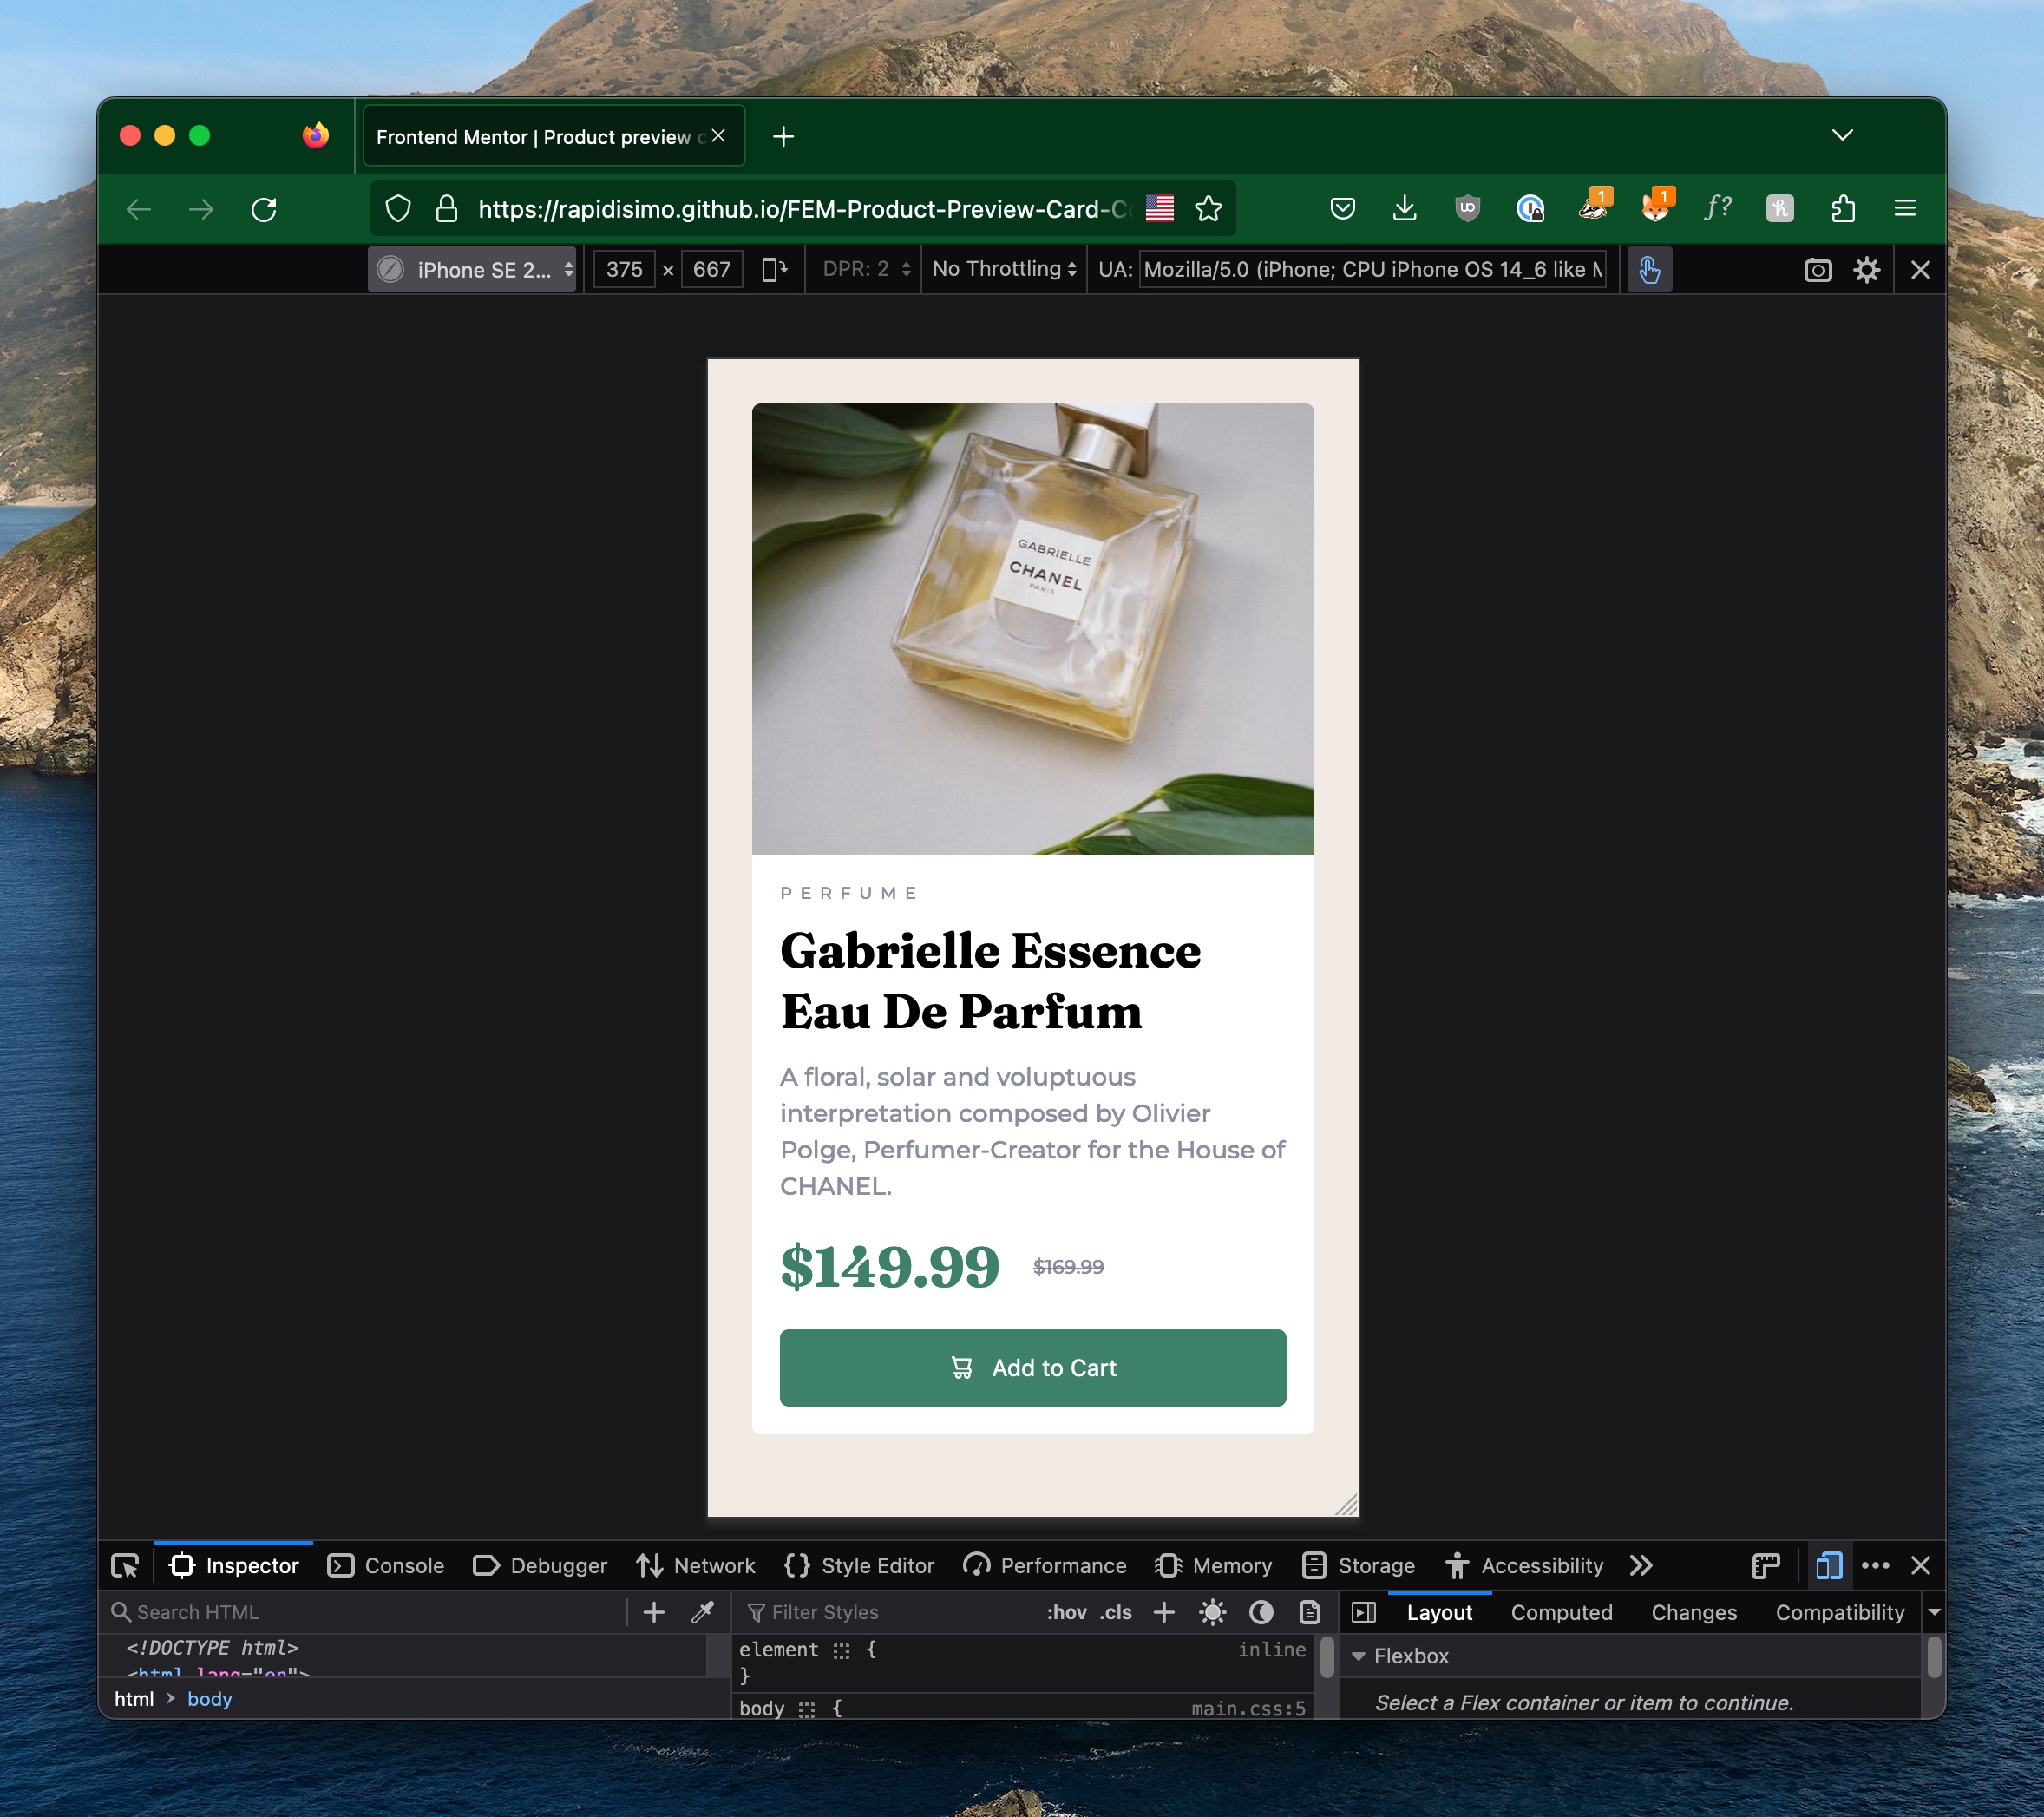 Frontend Mentor | Product preview c
https://rapidisimo.github.io/FEM-Product-Preview-Card-Co
1
1
f?
iPhone SE 2...
375 × 667
DPR: 2
No Throttling
UA: Mozilla/5.0 (iPhone; CPU iPhone OS 14_6 like M
GABRIELLE
CHANEL
PARIS
PERFUME
Gabrielle Essence
Eau De Parfum
A floral, solar and voluptuous
interpretation composed by Olivier
Polge, Perfumer-Creator for the House of
CHANEL.
$149.99 $169.99
Add to Cart
Inspector Console Debugger Network Style Editor Performance Memory Storage Accessibility
Search HTML
Filter Styles
:hov .cls
Layout Computed Changes Compatibility
<!DOCTYPE html>
<html lang="en">
html > body
element { inline
}
body { main.css:5
Flexbox
Select a Flex container or item to continue.